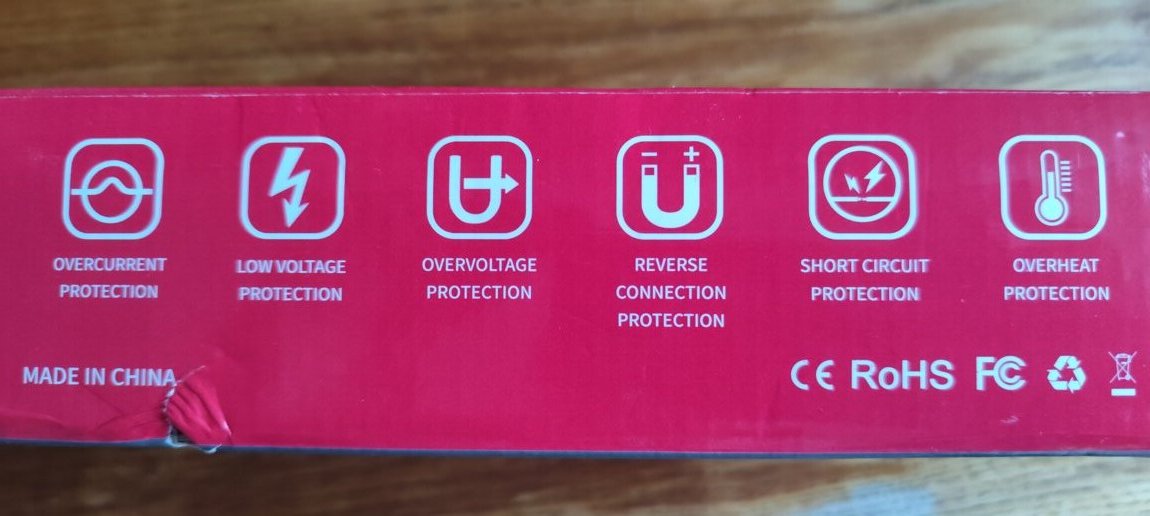 OVERCURRENT
PROTECTION
LOW VOLTAGE
PROTECTION
OVERVOLTAGE
PROTECTION
REVERSE
CONNECTION
PROTECTION
SHORT CIRCUIT
PROTECTION
OVERHEAT
PROTECTION
MADE IN CHINA
CE RoHS FC